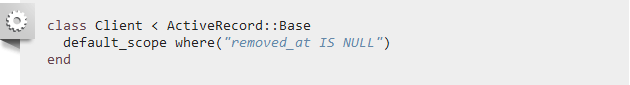 class Client < ActiveRecord::Base
  default_scope where("removed_at IS NULL")
end